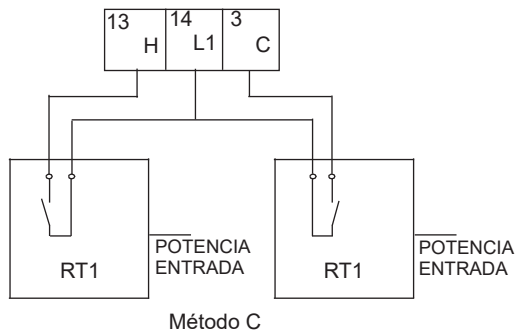 13 14 3
H L1 C
RT1
POTENCIA
ENTRADA
RT1
POTENCIA
ENTRADA
Método C